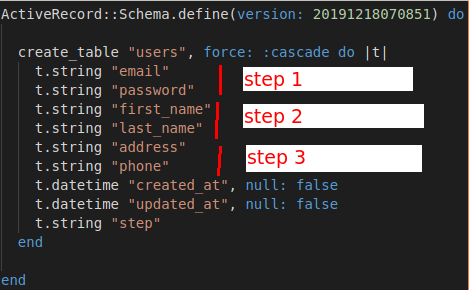 ActiveRecord::Schema.define(version: 20191218070851) do
create_table "users", force: :cascade do |t|
t.string "email"
t.string "password"
step 1
t.string "first_name"
t.string "last_name"
step 2
t.string "address"
t.string "phone"
step 3
t.datetime "created_at", null: false
t.datetime "updated_at", null: false
t.string "step"
end
end